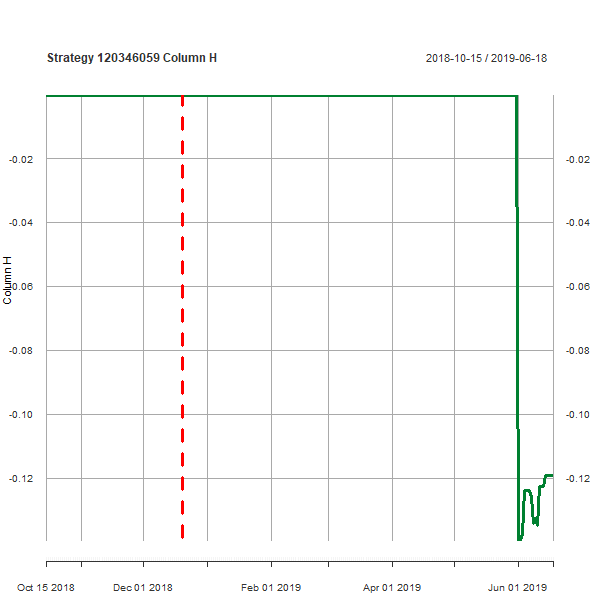 Strategy 120346059 Column H
2018-10-15 / 2019-06-18
-0.02 -0.02
-0.04 -0.04
Column H
-0.06 -0.06
-0.08 -0.08
-0.10 -0.10
-0.12 -0.12
Oct 15 2018 Dec 01 2018 Feb 01 2019 Apr 01 2019 Jun 01 2019